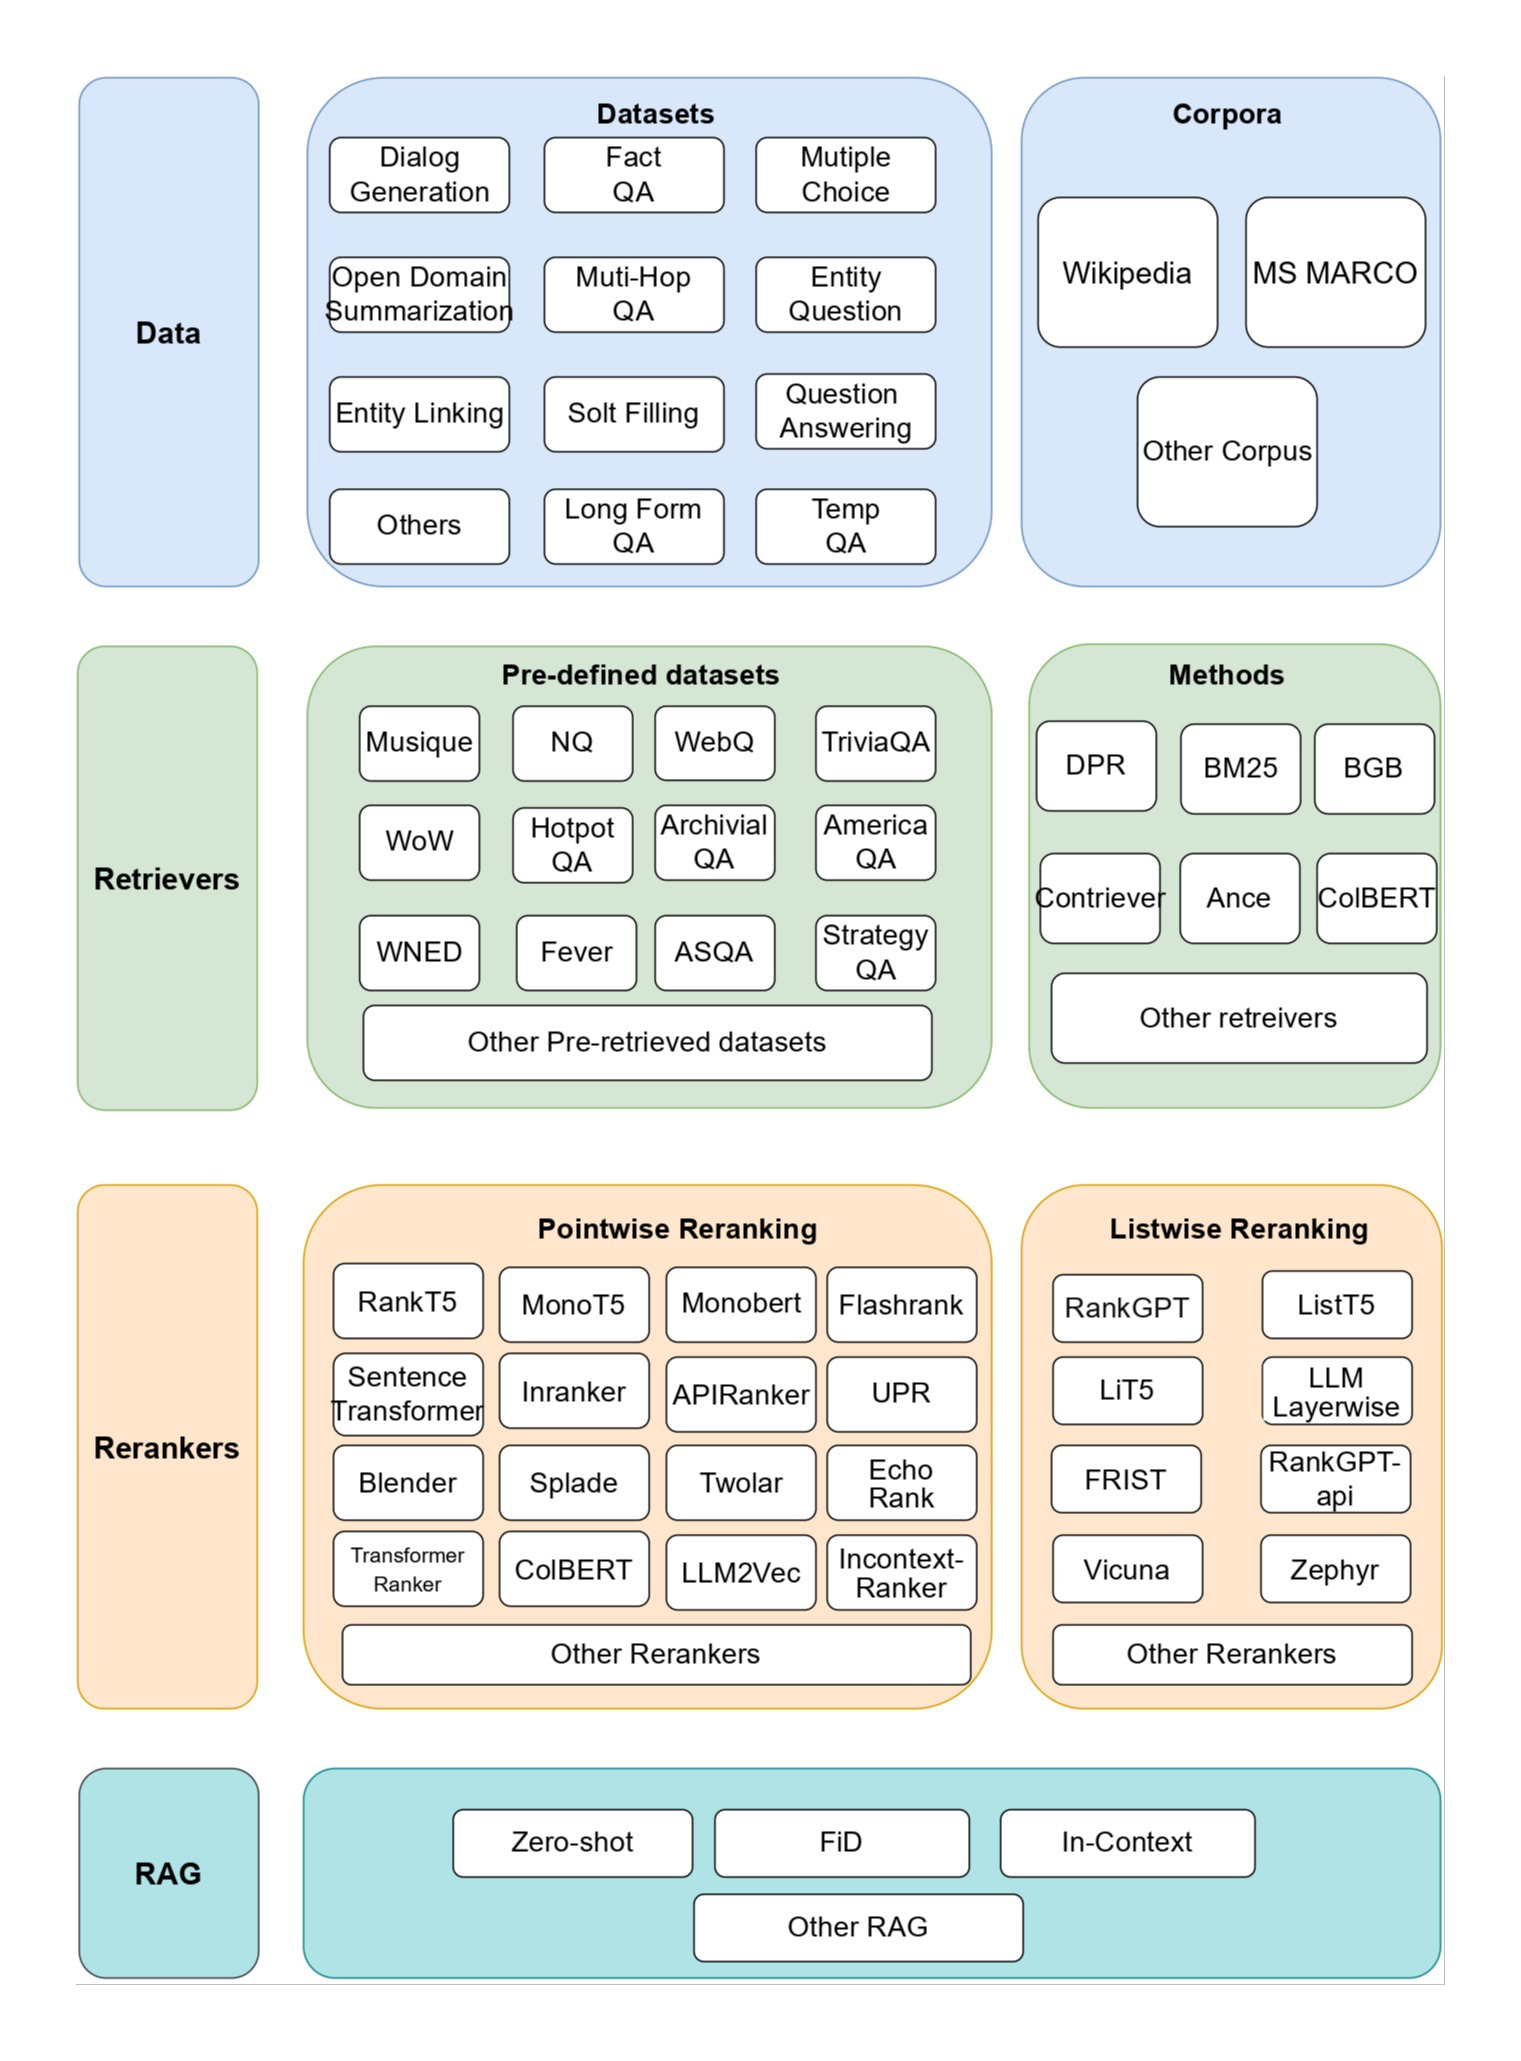 Data
Datasets
Dialog
Generation
Fact
QA
Mutiple
Choice
Open Domain
Summarization
Muti-Hop
QA
Entity
Question
Entity Linking
Solt Filling
Question
Answering
Others
Long Form
QA
Temp
QA
Corpora
Wikipedia
MS MARCO
Other Corpus
Retrievers
Pre-defined datasets
Musique
NQ
WebQ
TriviaQA
WoW
Hotpot
QA
Archivial
QA
America
QA
WNED
Fever
ASQA
Strategy
QA
Other Pre-retrieved datasets
Methods
DPR
BM25
BGB
Contriever
Ance
ColBERT
Other retreivers
Rerankers
Pointwise Reranking
RankT5
MonoT5
Monobert
Flashrank
Sentence
Transformer
Inranker
APIRanker
UPR
Blender
Splade
Twolar
Echo
Rank
Transformer
Ranker
ColBERT
LLM2Vec
Incontext-
Ranker
Other Rerankers
Listwise Reranking
RankGPT
ListT5
LiT5
LLM
Layerwise
FRIST
RankGPT-
api
Vicuna
Zephyr
Other Rerankers
RAG
Zero-shot
FiD
In-Context
Other RAG